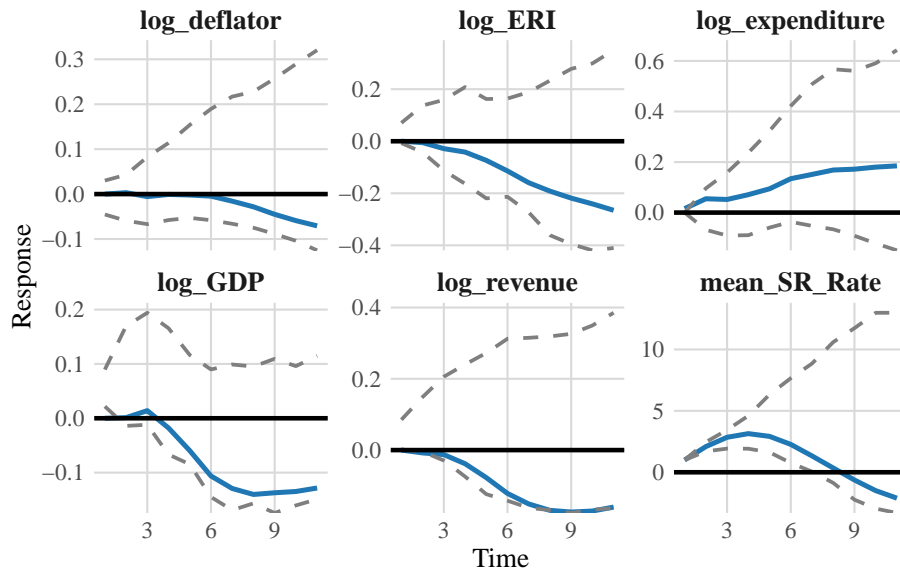 log_deflator
log_ERI
log_expenditure
0.3
0.2
0.1
0.0
−0.1
0.2
0.0
−0.2
−0.4
0.6
0.4
0.2
0.0
Response
log_GDP
log_revenue
mean_SR_Rate
0.2
0.1
0.0
−0.1
0.4
0.2
0.0
10
5
0
3 6 9
3 6 9
3 6 9
Time